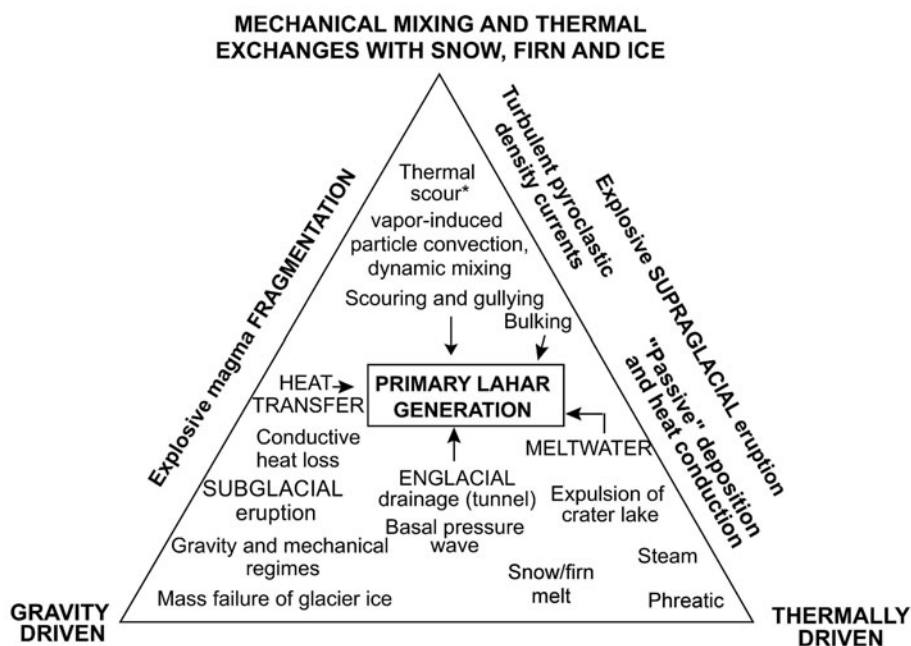 MECHANICAL MIXING AND THERMAL
EXCHANGES WITH SNOW, FIRN AND ICE
Turbulent pyroclastic
density currents
Explosive SUPRAGLACIAL eruption
"Passive" deposition
and heat conduction
Explosive magma FRAGMENTATION
Thermal
scour*
vapor-induced
particle convection,
dynamic mixing
Scouring and gullying
Bulking
HEAT
TRANSFER
PRIMARY LAHAR
GENERATION
MELTWATER
Conductive
heat loss
SUBGLACIAL
eruption
ENGLACIAL
drainage (tunnel)
Basal pressure
wave
Expulsion of
crater lake
Gravity and mechanical
regimes
Mass failure of glacier ice
Snow/firn
melt
Steam
Phreatic
GRAVITY
DRIVEN
THERMALLY
DRIVEN